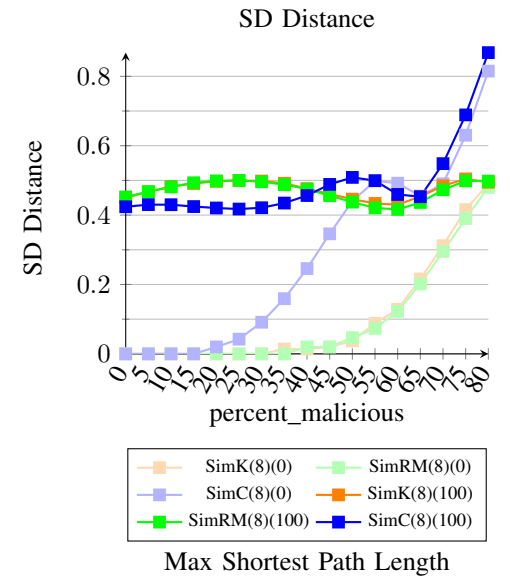 SD Distance
0.8
0.6
0.4
0.2
0
SD Distance
0 5 10 15 20 25 30 35 40 45 50 55 60 65 70 75 80
percent_malicious
SimK(8)(0) SimRM(8)(0)
SimC(8)(0) SimK(8)(100)
SimRM(8)(100) SimC(8)(100)
Max Shortest Path Length